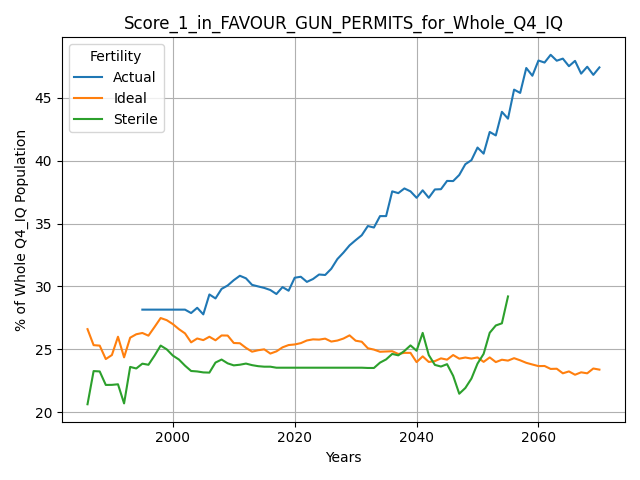 Score_1_in_FAVOUR_GUN_PERMITS_for_Whole_Q4_IQ
Fertility
Actual
Ideal
Sterile
% of Whole Q4_IQ Population
45
40
35
30
25
20
2000
2020
2040
2060
Years